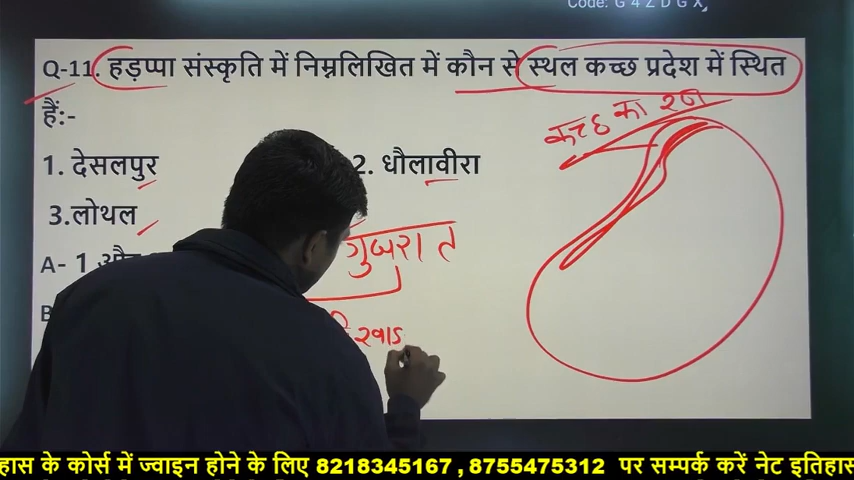 Code: G 4 Z D G X
Q-11. हड़प्पा संस्कृति में निम्नलिखित में कौन से स्थल कच्छ प्रदेश में स्थित
हैं:-
कच्छ का रन
1. देसलपुर 2. धौलावीरा
3.लोथल
गुजरात
A- 1 और
B
खाड
हास के कोर्स में ज्वाइन होने के लिए 8218345167 , 8755475312 पर सम्पर्क करें नेट इतिहास